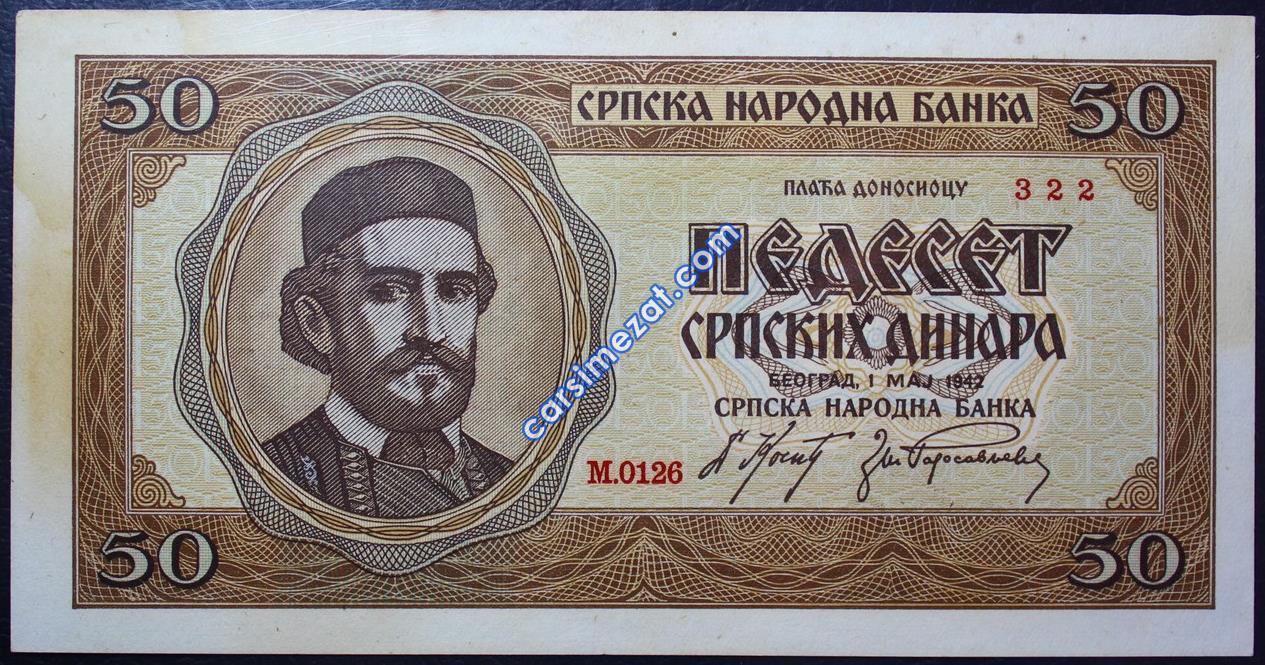 50
СРПСКА НАРОДНА БАНКА
50
ПЛАЋА ДОНОСИОЦУ 322
ПЕДЕСЕТ
СРПСКИХ ДИНАРА
БЕОГРАД, 1 МАЈ 1942
СРПСКА НАРОДНА БАНКА
М.0126
50
50
carsimezat.com